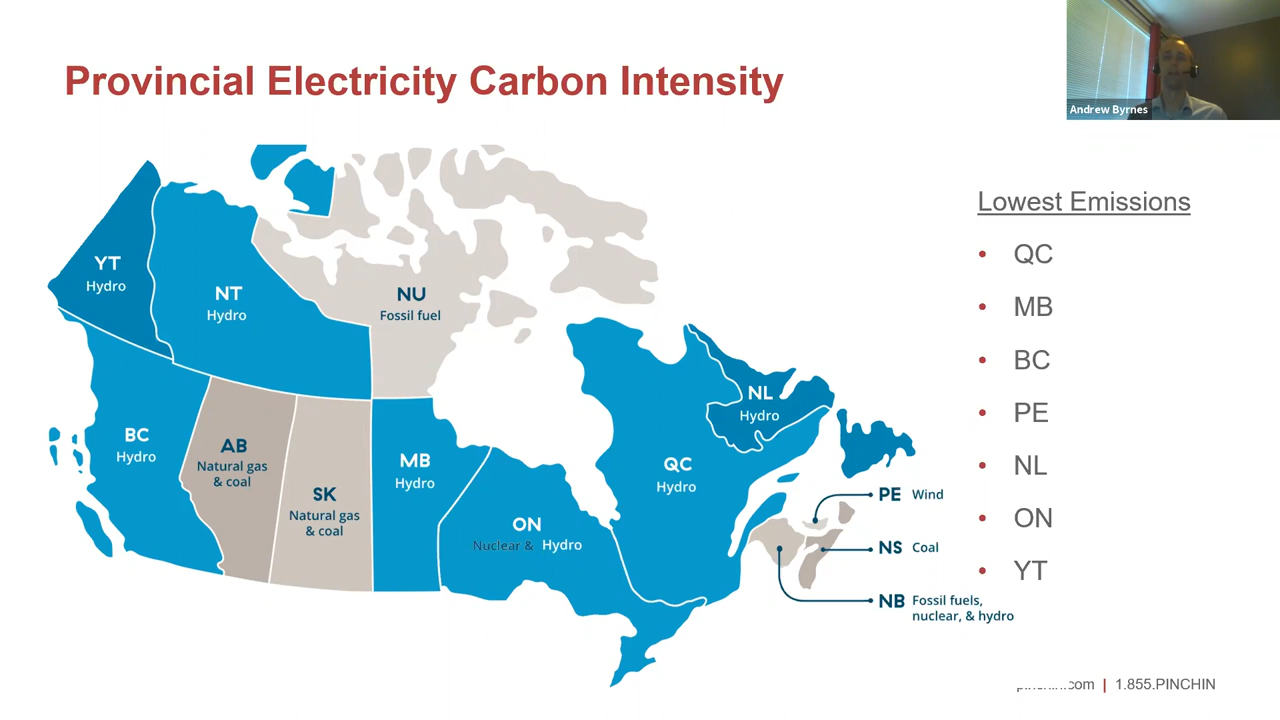 Provincial Electricity Carbon Intensity
Andrew Byrnes
Lowest Emissions
• QC
• MB
• BC
• PE
• NL
• ON
• YT
YT
Hydro
NT
Hydro
NU
Fossil fuel
BC
Hydro
AB
Natural gas
& coal
SK
Natural gas
& coal
MB
Hydro
ON
Nuclear & Hydro
QC
Hydro
NL
Hydro
PE Wind
NS Coal
NB Fossil fuels,
nuclear, & hydro
pinchin.com | 1.855.PINCHIN